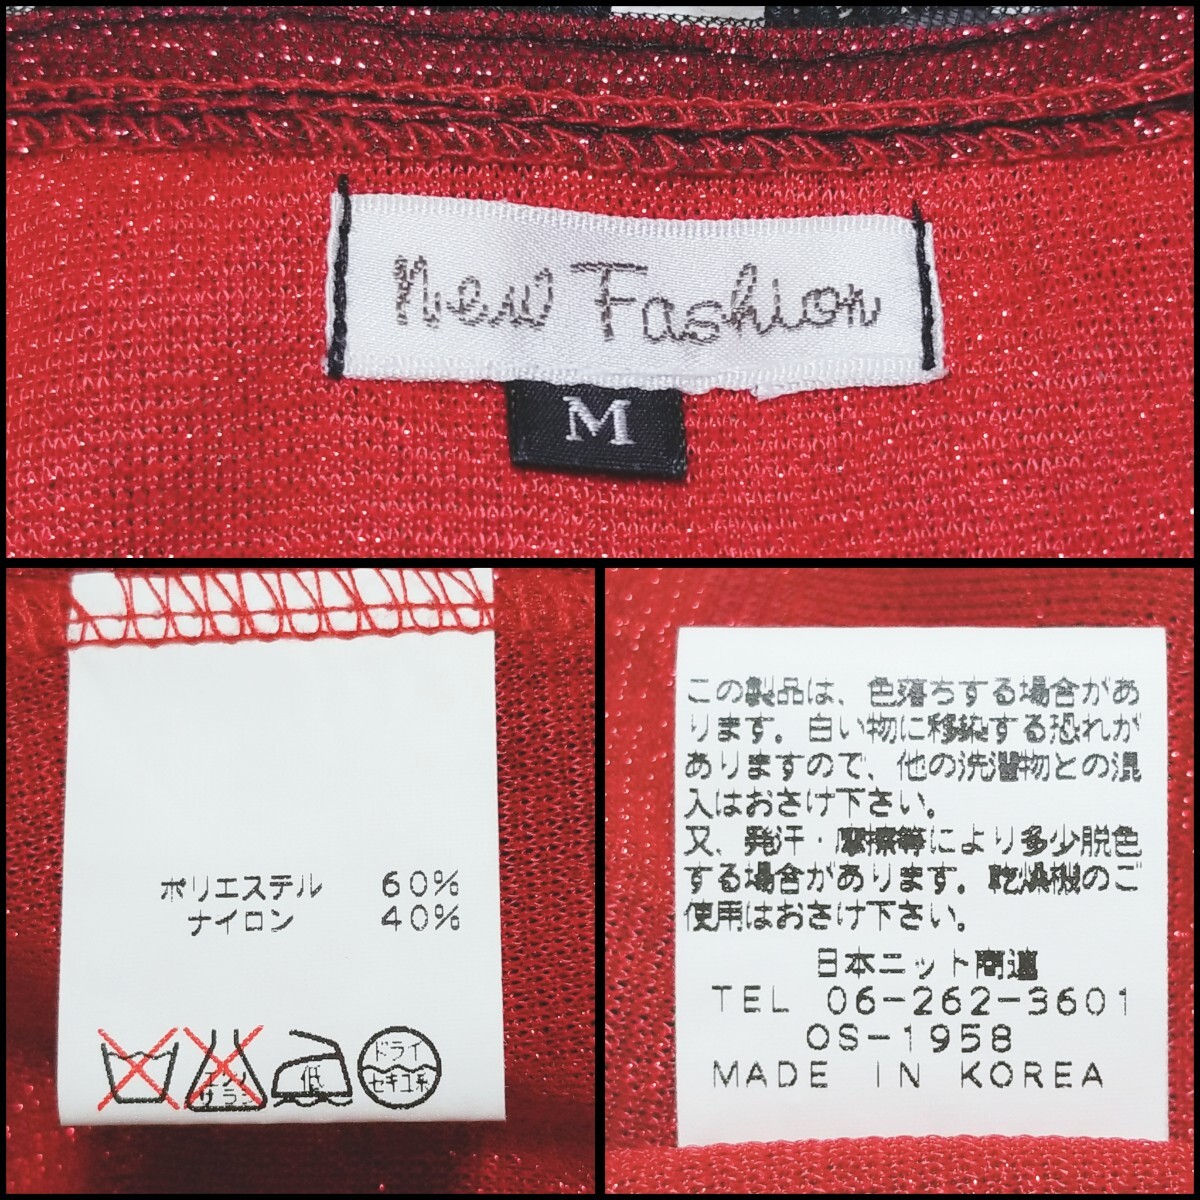 New Fashion
M
ポリエステル 60%
ナイロン 40%
エンソ
サラシ
低
ドライ
セキユ系
この製品は、色落ちする場合があ
ります。白い物に移染する恐れが
ありますので、他の洗濯物との混
入はおさけ下さい。
又、発汗・摩擦等により多少脱色
する場合があります。乾燥機のご
使用はおさけ下さい。
日本ニット商連
TEL 06-262-3601
OS-1958
MADE IN KOREA